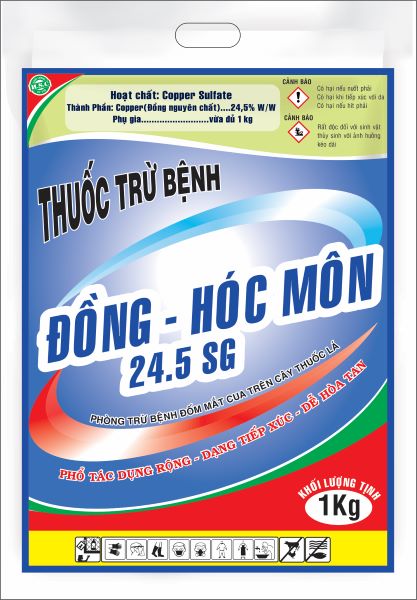 H.S.C
Hoạt chất: Copper Sulfate
Thành Phần: Copper(Đồng nguyên chất)....24,5% W/W
Phụ gia..........................vừa đủ 1 kg
CẢNH BÁO
Có hại nếu nuốt phải
Có hại khi tiếp xúc với da
Có hại nếu hít phải
CẢNH BÁO
Rất độc đối với sinh vật
thủy sinh với ảnh hưởng
kéo dài
THUỐC TRỪ BỆNH
ĐỒNG - HÓC MÔN
24.5 SG
PHÒNG TRỪ BỆNH ĐỐM MẮT CUA TRÊN CÂY THUỐC LÁ
PHỔ TÁC DỤNG RỘNG - DẠNG TIẾP XÚC - DỄ HÒA TAN
KHỐI LƯỢNG TỊNH
1Kg